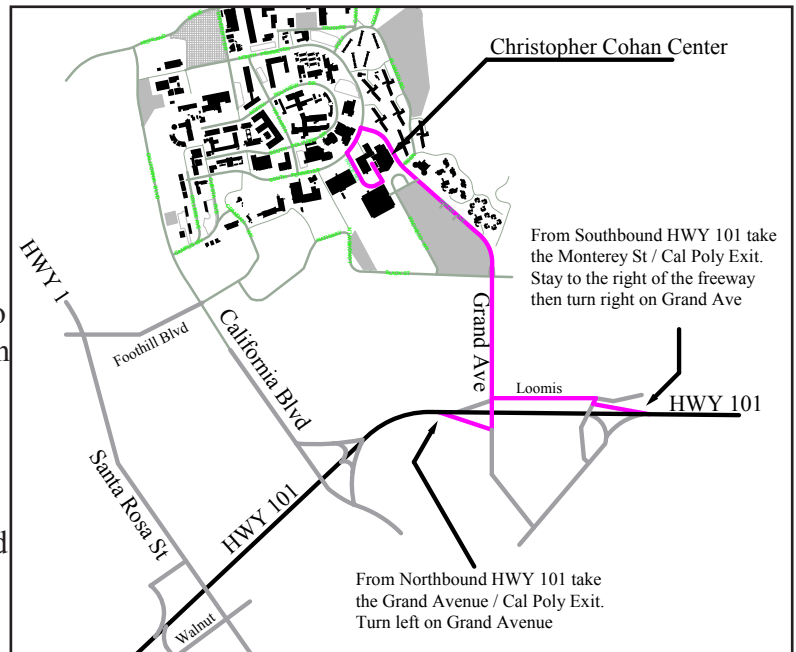 Christopher Cohan Center
From Southbound HWY 101 take
the Monterey St / Cal Poly Exit.
Stay to the right of the freeway
then turn right on Grand Ave
HWY 1
Foothill Blvd
California Blvd
Grand Ave
Loomis
HWY 101
Santa Rosa St
HWY 101
From Northbound HWY 101 take
the Grand Avenue / Cal Poly Exit.
Turn left on Grand Avenue
Walnut